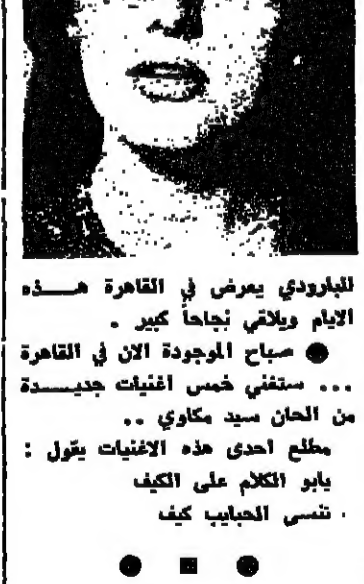 للبارودي يعرض في القاهرة هـــذه
الايام ويلاقي نجاحاً كبير .
● صباح الموجودة الان في القاهرة
... ستغني خمس اغنيات جديـــدة
من الحان سيد مكاوي ..
مطلع احدى هذه الاغنيات يقول :
يابو الكلام على الكيف
تنسى الحبايب كيف